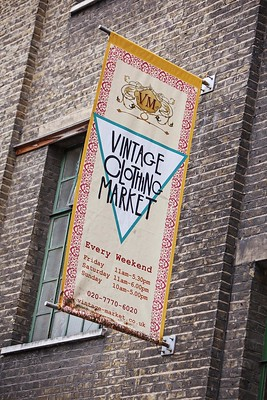 VM
VINTAGE
CLOTHING
MARKET
Every Weekend
Friday 11am-5.30pm
Saturday 11am-6.00pm
Sunday 10am-5.00pm
020-7770-6020
vintage-market.co.uk